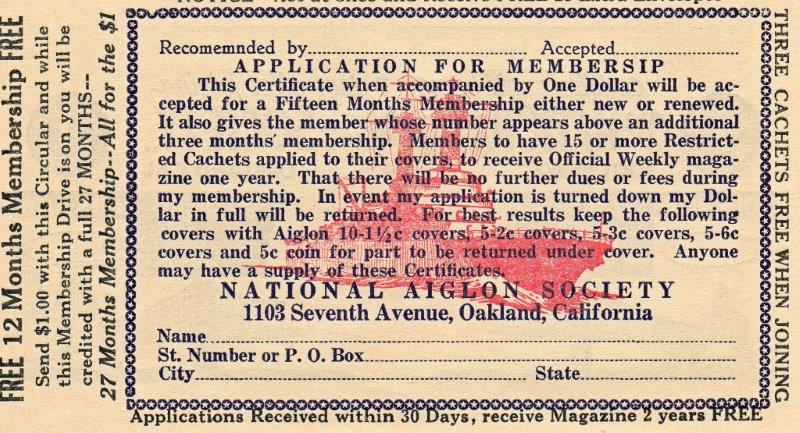 Recomemnded by Accepted
APPLICATION FOR MEMBERSIP
This Certificate when accompanied by One Dollar will be ac-
cepted for a Fifteen Months Membership either new or renewed.
It also gives the member whose number appears above an additional
three months' membership. Members to have 15 or more Restrict-
ed Cachets applied to their covers, to receive Official Weekly maga-
zine one year. That there will be no further dues or fees during
my membership. In event my application is turned down my Dol-
lar in full will be returned. For best results keep the following
covers with Aiglon 10-1½c covers, 5-2c covers, 5-3c covers, 5-6c
covers and 5c coin for part to be returned under cover. Anyone
may have a supply of these Certificates.
NATIONAL AIGLON SOCIETY
1103 Seventh Avenue, Oakland, California
Name
St. Number or P. O. Box
City State
Applications Received within 30 Days, receive Magazine 2 years FREE
FREE 12 Months Membership FREE
Send $1.00 with this Circular and while
this Membership Drive is on you will be
credited with a full 27 MONTHS--
27 Months Membership--All for the $1
THREE CACHETS FREE WHEN JOINING